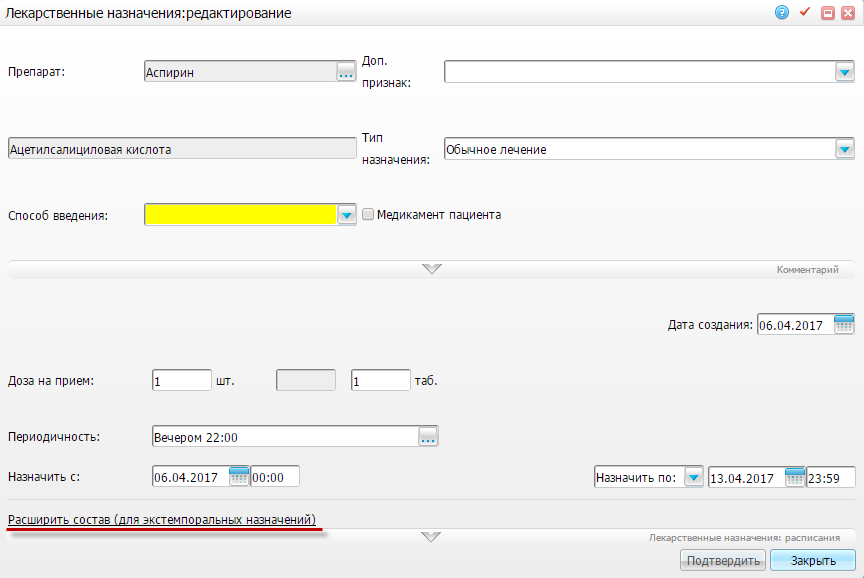 Лекарственные назначения:редактирование
Препарат: Аспирин ... Доп. признак:
Ацетилсалициловая кислота Тип назначения: Обычное лечение
Способ введения: Медикамент пациента
Комментарий
Дата создания: 06.04.2017
Доза на прием: 1 шт. 1 таб.
Периодичность: Вечером 22:00 ...
Назначить с: 06.04.2017 00:00 Назначить по: 13.04.2017 23:59
Расширить состав (для экстемпоральных назначений)
Лекарственные назначения: расписания
Подтвердить Закрыть